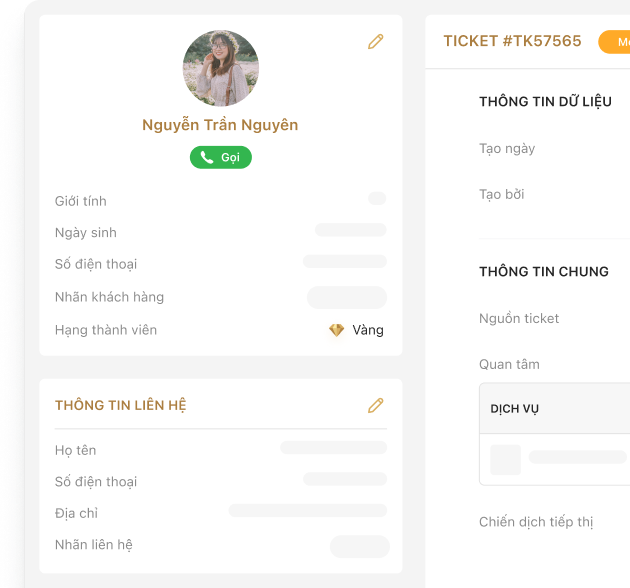 Nguyễn Trần Nguyên
Gọi
Giới tính
Ngày sinh
Số điện thoại
Nhãn khách hàng
Hạng thành viên
Vàng
THÔNG TIN LIÊN HỆ
Họ tên
Số điện thoại
Địa chỉ
Nhãn liên hệ
TICKET #TK57565
THÔNG TIN DỮ LIỆU
Tạo ngày
Tạo bởi
THÔNG TIN CHUNG
Nguồn ticket
Quan tâm
DỊCH VỤ
Chiến dịch tiếp thị